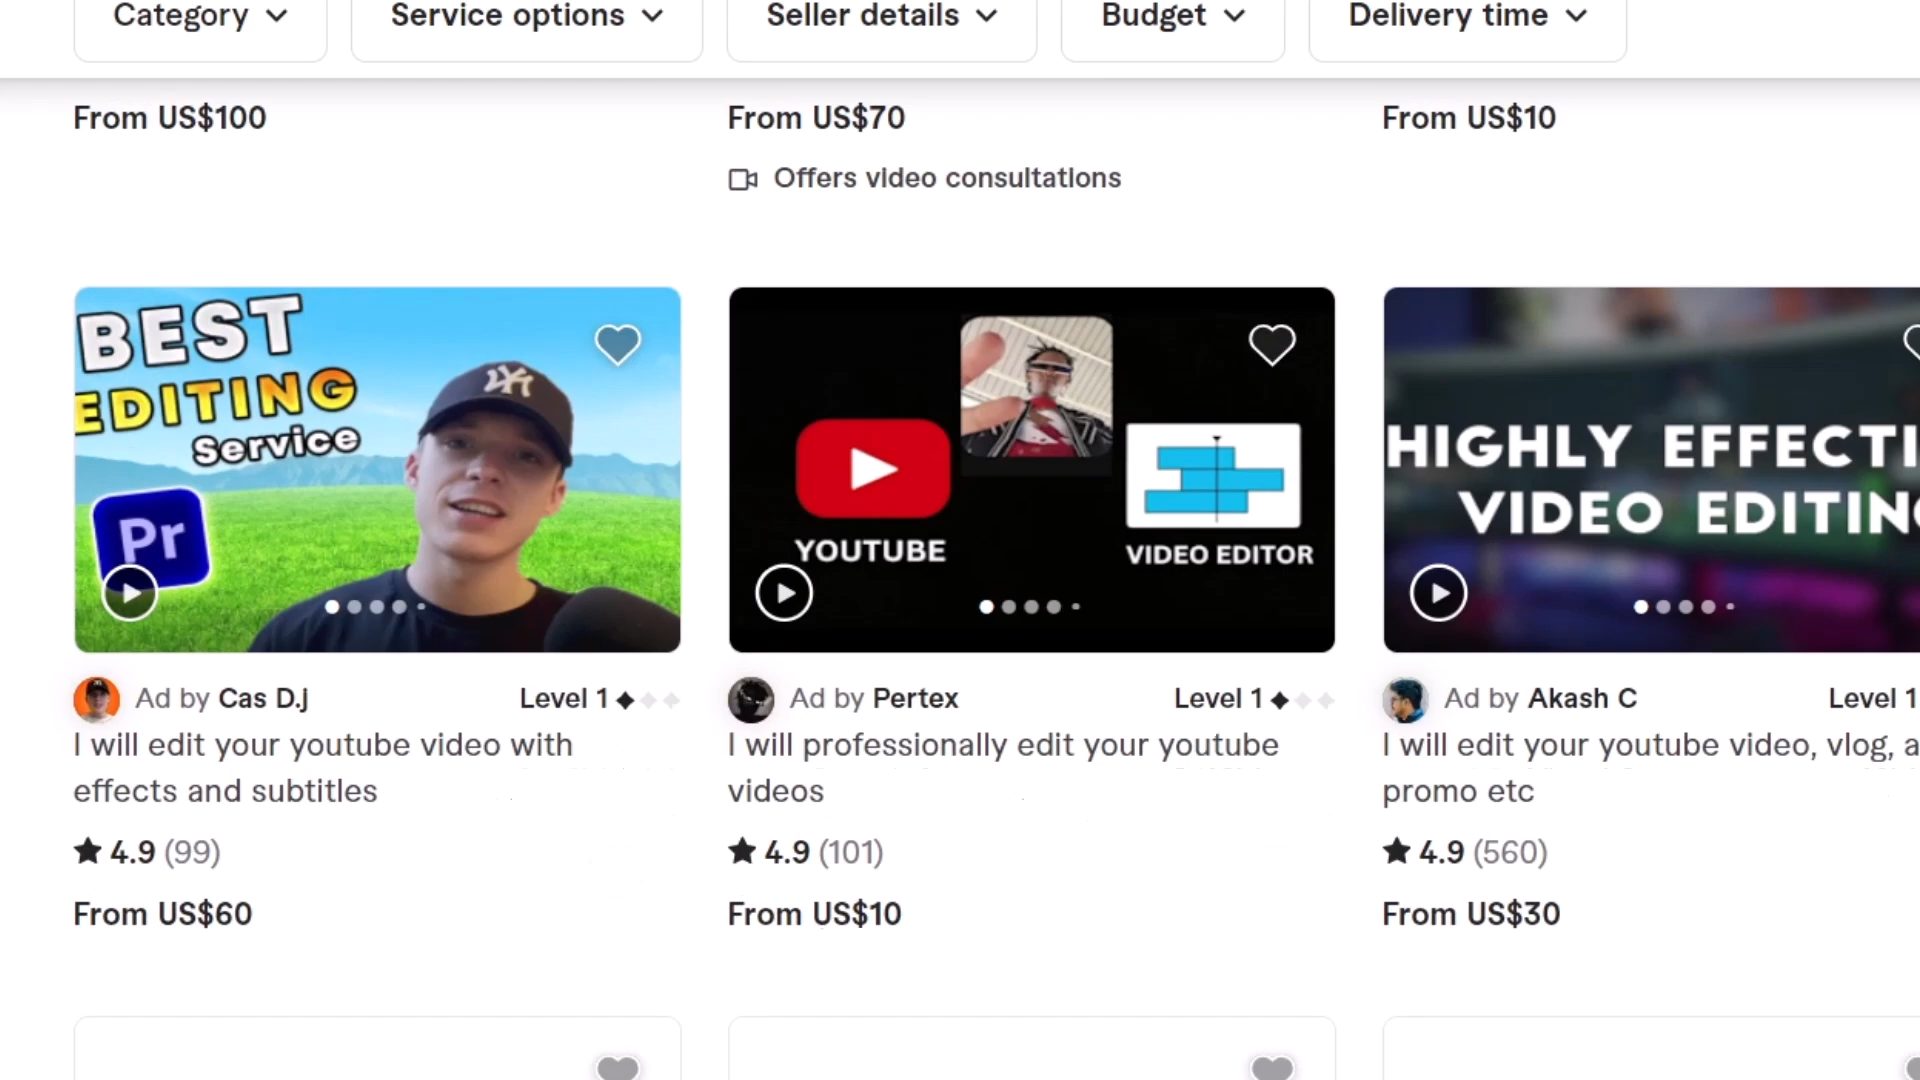 Category
Service options
Seller details
Budget
Delivery time
From US$100
From US$70
From US$10
Offers video consultations
BEST
EDITING
Service
Pr
YOUTUBE
VIDEO EDITOR
HIGHLY EFFECTI
VIDEO EDITING
Ad by Cas D.j
Level 1
I will edit your youtube video with
effects and subtitles
4.9 (99)
From US$60
Ad by Pertex
Level 1
I will professionally edit your youtube
videos
4.9 (101)
From US$10
Ad by Akash C
Level 1
I will edit your youtube video, vlog, a
promo etc
4.9 (560)
From US$30